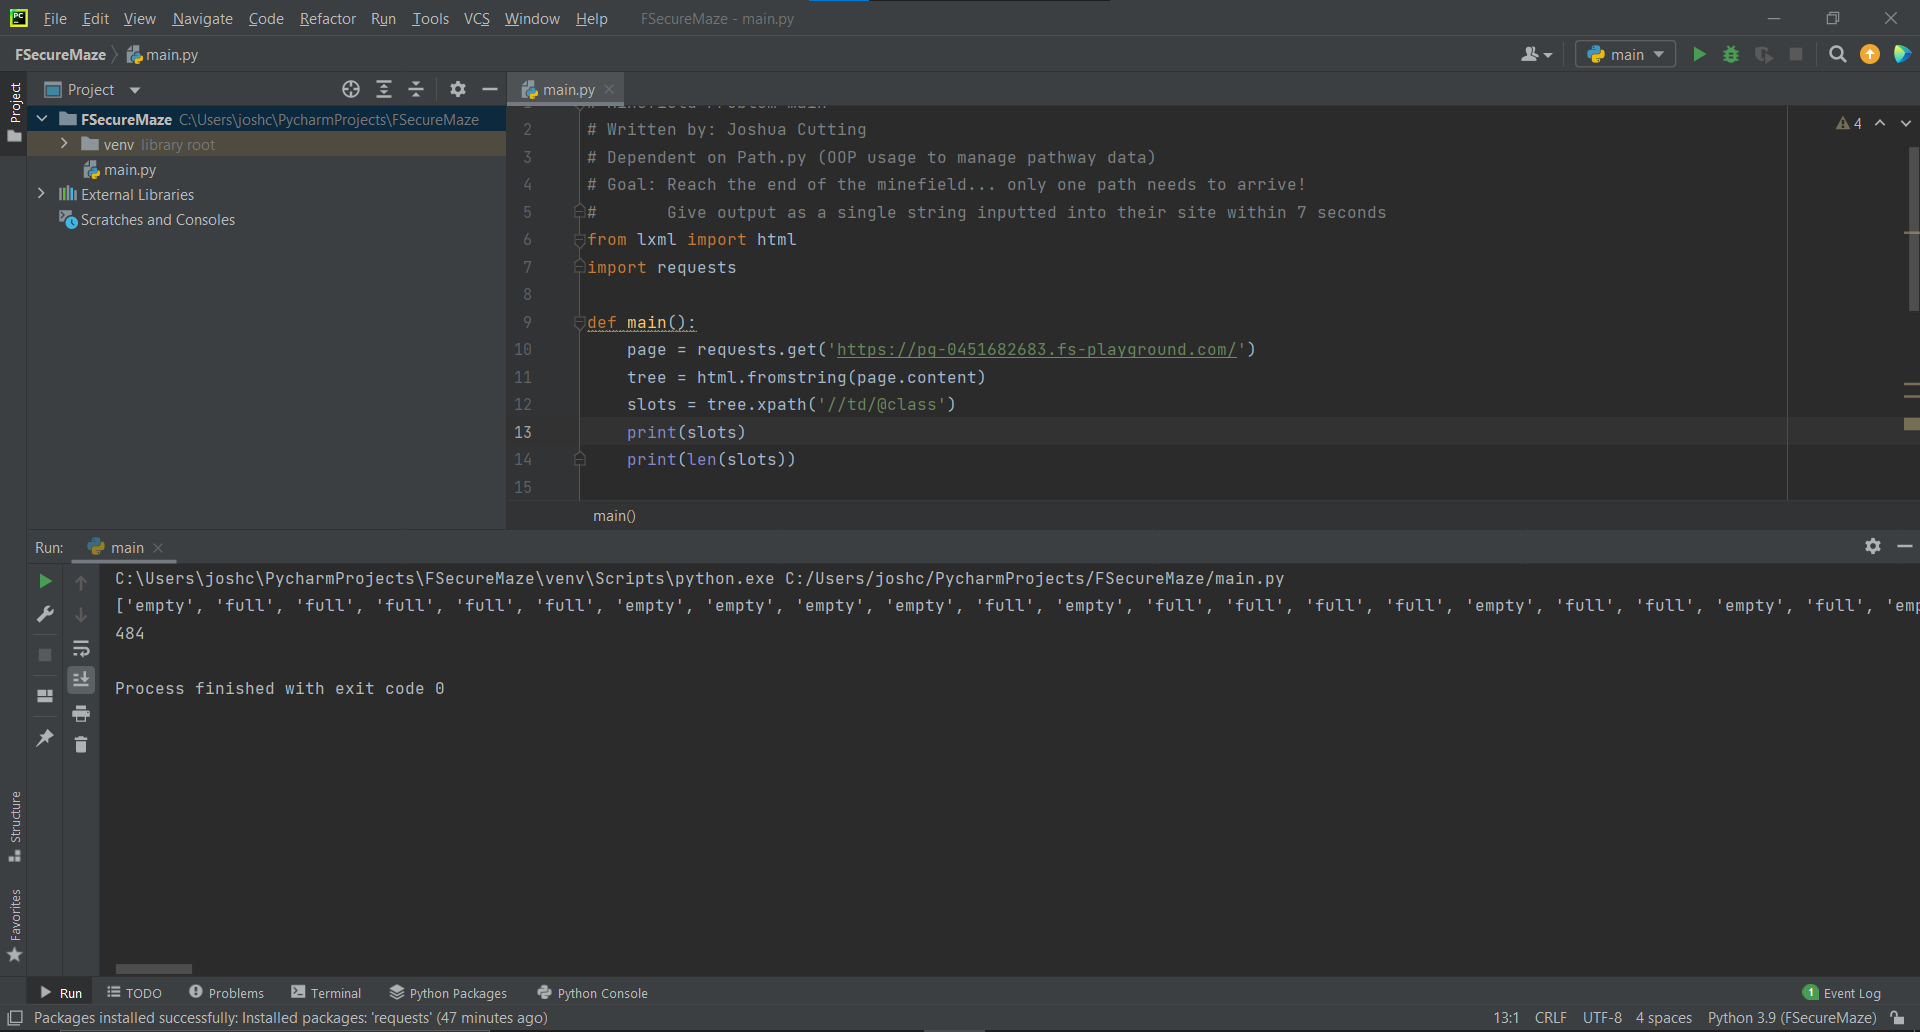 File Edit View Navigate Code Refactor Run Tools VCS Window Help FSecureMaze - main.py
FSecureMaze main.py main
Project main.py
FSecureMaze C:\Users\joshc\PycharmProjects\FSecureMaze
venv library root
main.py
External Libraries
Scratches and Consoles
Project
4
2 # Written by: Joshua Cutting
3 # Dependent on Path.py (OOP usage to manage pathway data)
4 # Goal: Reach the end of the minefield... only one path needs to arrive!
5 # Give output as a single string inputted into their site within 7 seconds
6 from lxml import html
7 import requests
8
9 def main():
10 page = requests.get('https://pg-0451682683.fs-playground.com/')
11 tree = html.fromstring(page.content)
12 slots = tree.xpath('//td/@class')
13 print(slots)
14 print(len(slots))
15
main()
Run: main
C:\Users\joshc\PycharmProjects\FSecureMaze\venv\Scripts\python.exe C:/Users/joshc/PycharmProjects/FSecureMaze/main.py
['empty', 'full', 'full', 'full', 'full', 'full', 'empty', 'empty', 'empty', 'empty', 'full', 'empty', 'full', 'full', 'full', 'full', 'empty', 'full', 'full', 'empty', 'full', 'emp
484
Process finished with exit code 0
Structure
Favorites
Run TODO Problems Terminal Python Packages Python Console 1 Event Log
Packages installed successfully: Installed packages: 'requests' (47 minutes ago) 13:1 CRLF UTF-8 4 spaces Python 3.9 (FSecureMaze)